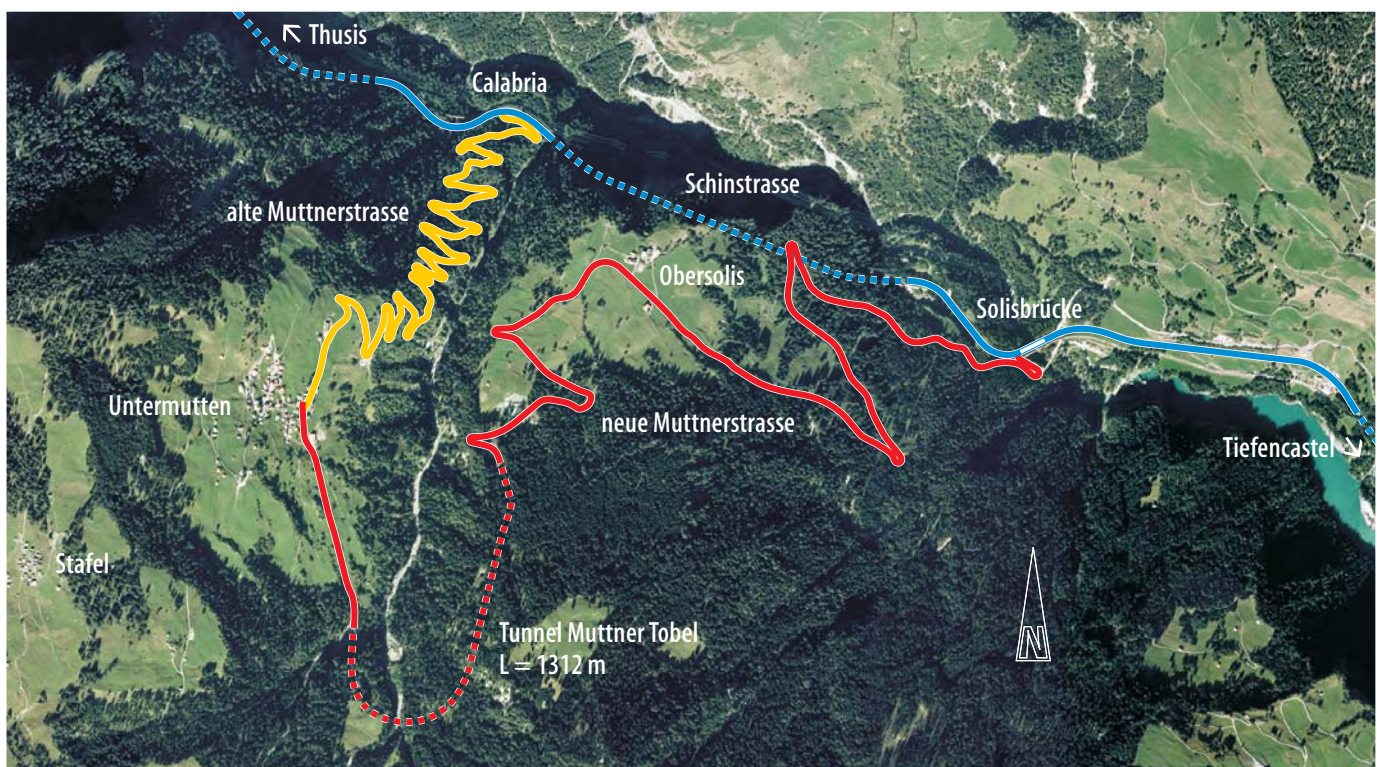 Thusis
Calabria
Schinstrasse
alte Muttnerstrasse
Obersolis
Solisbrücke
Untermutten
neue Muttnerstrasse
Tiefencastel
Stafel
Tunnel Muttner Tobel
L = 1312 m
N